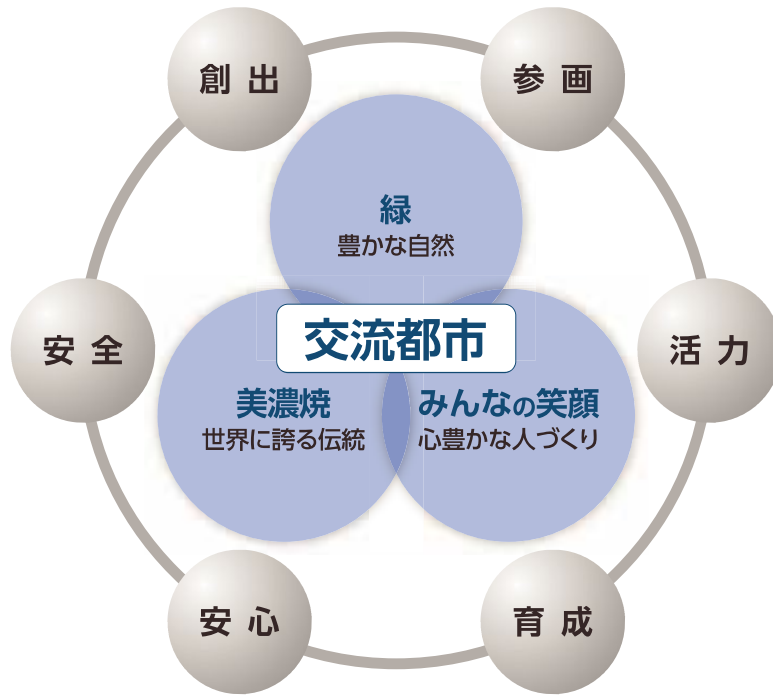 創出
参画
緑
豊かな自然
交流都市
安全
活力
美濃焼
世界に誇る伝統
みんなの笑顔
心豊かな人づくり
安心
育成